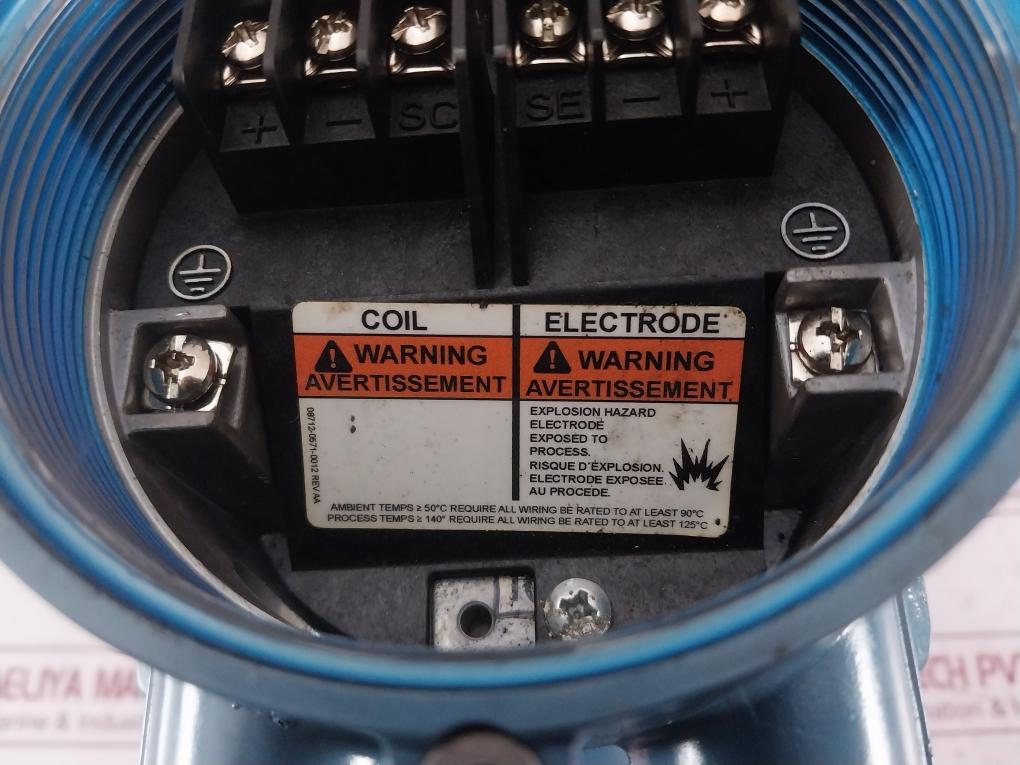 + − SC SE − +
COIL
WARNING
AVERTISSEMENT
08712-0571-0012 REV AA
ELECTRODE
WARNING
AVERTISSEMENT
EXPLOSION HAZARD
ELECTRODE
EXPOSED TO
PROCESS.
RISQUE D'ÉXPLOSION.
ELECTRODE EXPOSEE
AU PROCEDE.
AMBIENT TEMPS ≥ 50°C REQUIRE ALL WIRING BE RATED TO AT LEAST 90°C
PROCESS TEMPS ≥ 140° REQUIRE ALL WIRING BE RATED TO AT LEAST 125°C